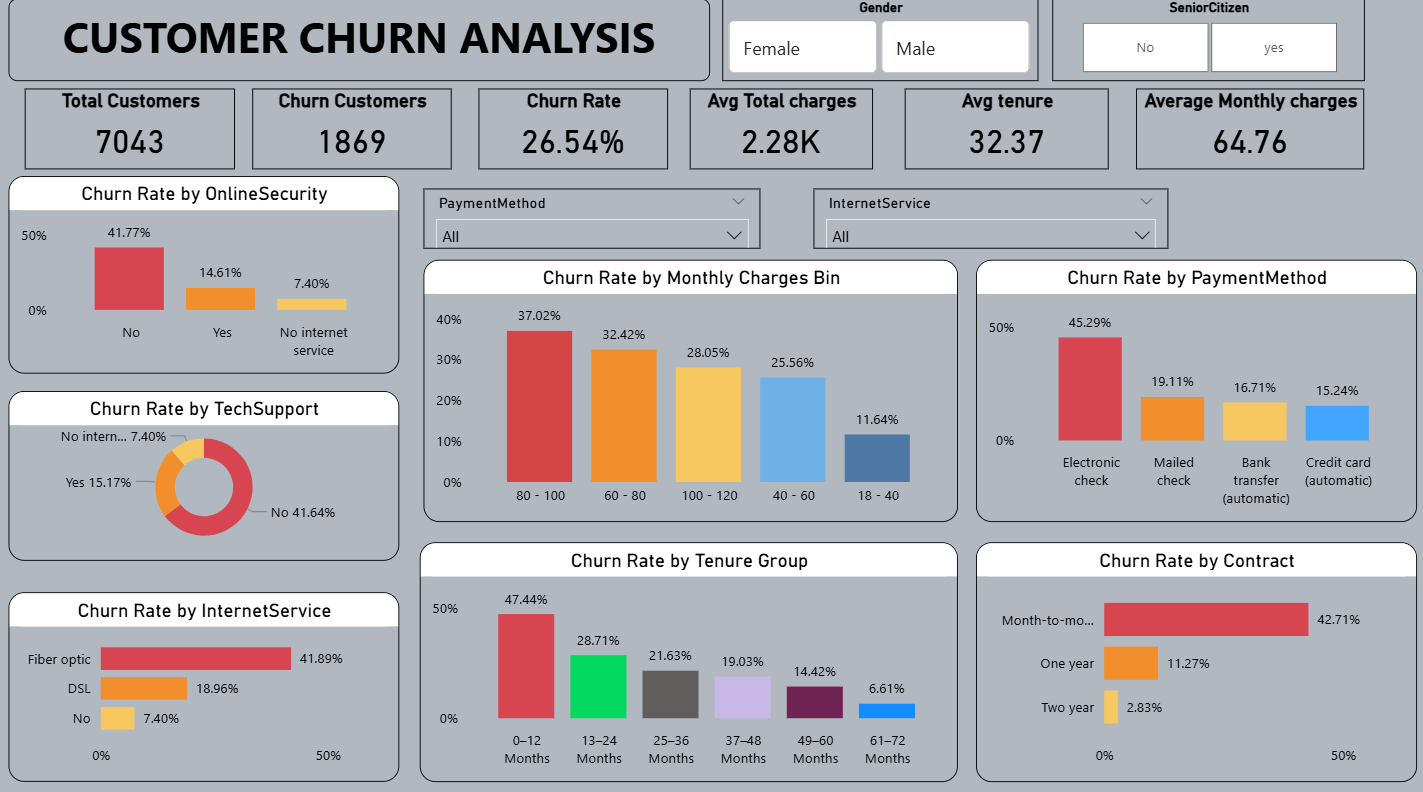 CUSTOMER CHURN ANALYSIS
Gender
Female
Male
SeniorCitizen
No
yes
Total Customers
7043
Churn Customers
1869
Churn Rate
26.54%
Avg Total charges
2.28K
Avg tenure
32.37
Average Monthly charges
64.76
Churn Rate by OnlineSecurity
50%
0%
41.77%
14.61%
7.40%
No
Yes
No internet
service
PaymentMethod
All
InternetService
All
Churn Rate by TechSupport
No intern... 7.40%
Yes 15.17%
No 41.64%
Churn Rate by InternetService
Fiber optic
41.89%
DSL
18.96%
No
7.40%
0%
50%
Churn Rate by Monthly Charges Bin
40%
30%
20%
10%
0%
37.02%
32.42%
28.05%
25.56%
11.64%
80 - 100
60 - 80
100 - 120
40 - 60
18 - 40
Churn Rate by PaymentMethod
50%
0%
45.29%
19.11%
16.71%
15.24%
Electronic
check
Mailed
check
Bank
transfer
(automatic)
Credit card
(automatic)
Churn Rate by Tenure Group
50%
0%
47.44%
28.71%
21.63%
19.03%
14.42%
6.61%
0–12
Months
13–24
Months
25–36
Months
37–48
Months
49–60
Months
61–72
Months
Churn Rate by Contract
Month-to-mo...
42.71%
One year
11.27%
Two year
2.83%
0%
50%